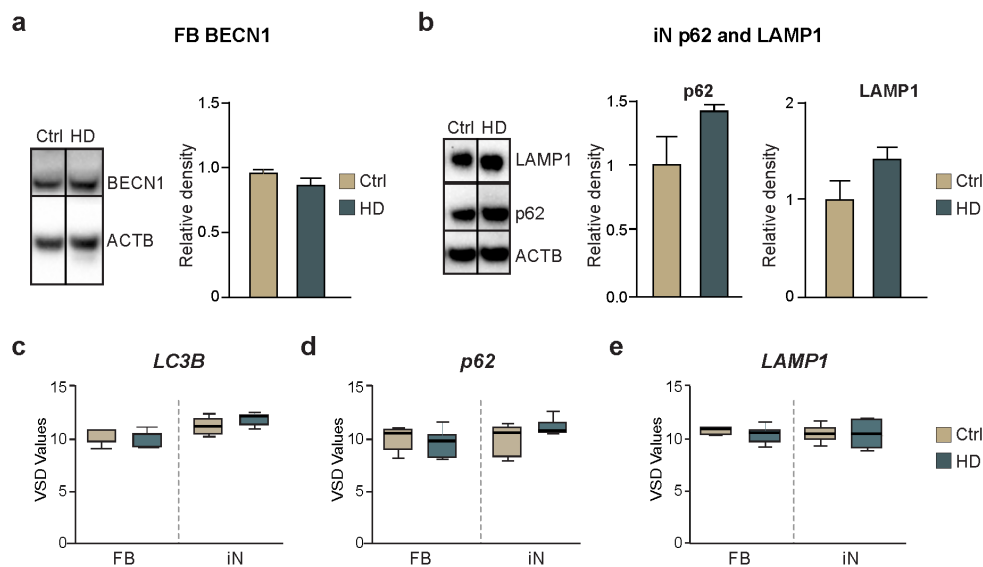 a
FB BECN1
Ctrl HD
BECN1
ACTB
Relative density
1.5
1.0
0.5
0
Ctrl
HD
b
iN p62 and LAMP1
Ctrl HD
LAMP1
p62
ACTB
p62
Relative density
1.5
1.0
0.5
0.0
LAMP1
Relative density
2
1
0
Ctrl
HD
c
LC3B
VSD Values
15
10
5
0
FB
iN
d
p62
VSD Values
15
10
5
0
FB
iN
e
LAMP1
VSD Values
15
10
5
0
FB
iN
Ctrl
HD